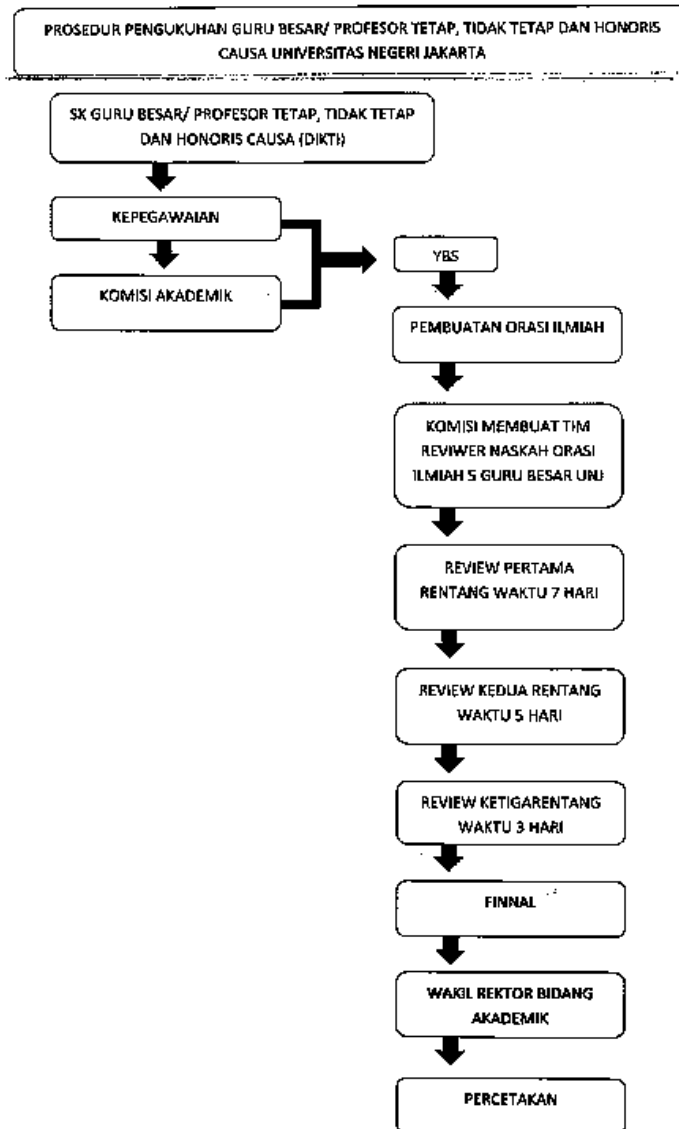 PROSEDUR PENGUKUHAN GURU BESAR/ PROFESOR TETAP, TIDAK TETAP DAN HONORIS
CAUSA UNIVERSITAS NEGERI JAKARTA
SK GURU BESAR/ PROFESOR TETAP, TIDAK TETAP
DAN HONORIS CAUSA (DIKTI)
KEPEGAWAIAN
KOMISI AKADEMIK
YBS
PEMBUATAN ORASI ILMIAH
KOMISI MEMBUAT TIM
REVIWER NASKAH ORASI
ILMIAH 5 GURU BESAR UNJ
REVIEW PERTAMA
RENTANG WAKTU 7 HARI
REVIEW KEDUA RENTANG
WAKTU 5 HARI
REVIEW KETIGARENTANG
WAKTU 3 HARI
FINNAL
WAKIL REKTOR BIDANG
AKADEMIK
PERCETAKAN